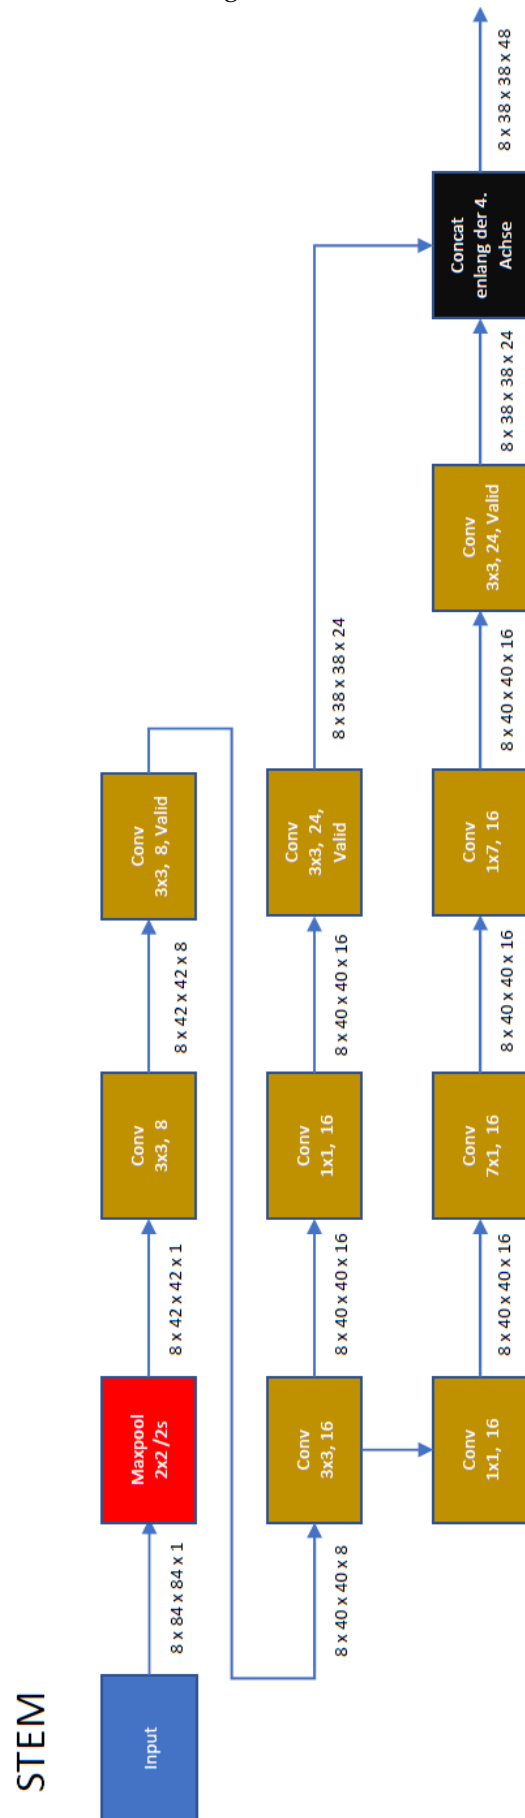 STEM
Input
8 x 84 x 84 x 1
Maxpool
2x2 /2s
8 x 42 x 42 x 1
Conv
3x3, 8
8 x 42 x 42 x 8
Conv
3x3, 8, Valid
8 x 40 x 40 x 8
Conv
3x3, 16
8 x 40 x 40 x 16
Conv
1x1, 16
8 x 40 x 40 x 16
Conv
3x3, 24,
Valid
8 x 38 x 38 x 24
Conv
1x1, 16
8 x 40 x 40 x 16
Conv
7x1, 16
8 x 40 x 40 x 16
Conv
1x7, 16
8 x 40 x 40 x 16
Conv
3x3, 24, Valid
8 x 38 x 38 x 24
Concat
enlang der 4.
Achse
8 x 38 x 38 x 48